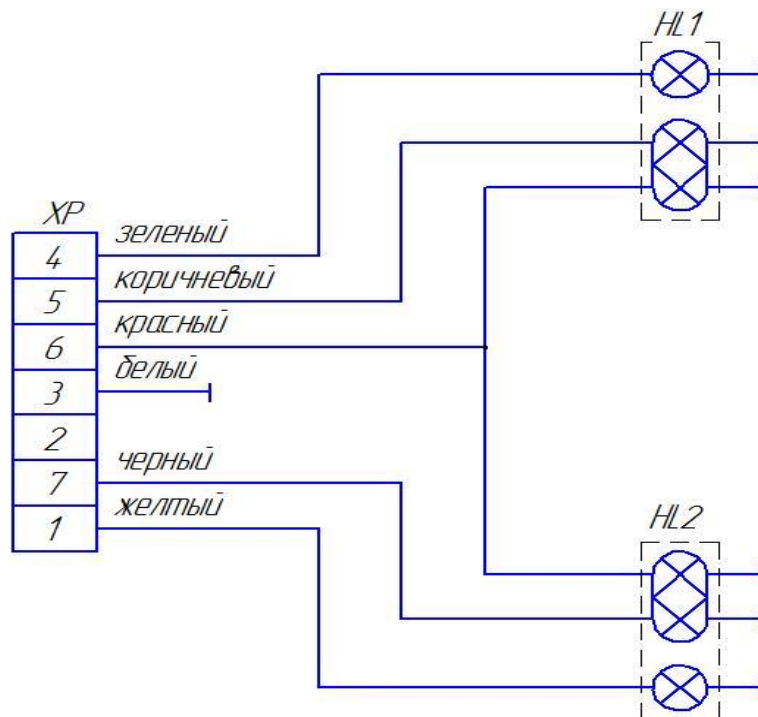 HL1
XP
4 зеленый
5 коричневый
6 красный
3 белый
2
7 черный
1 желтый
HL2